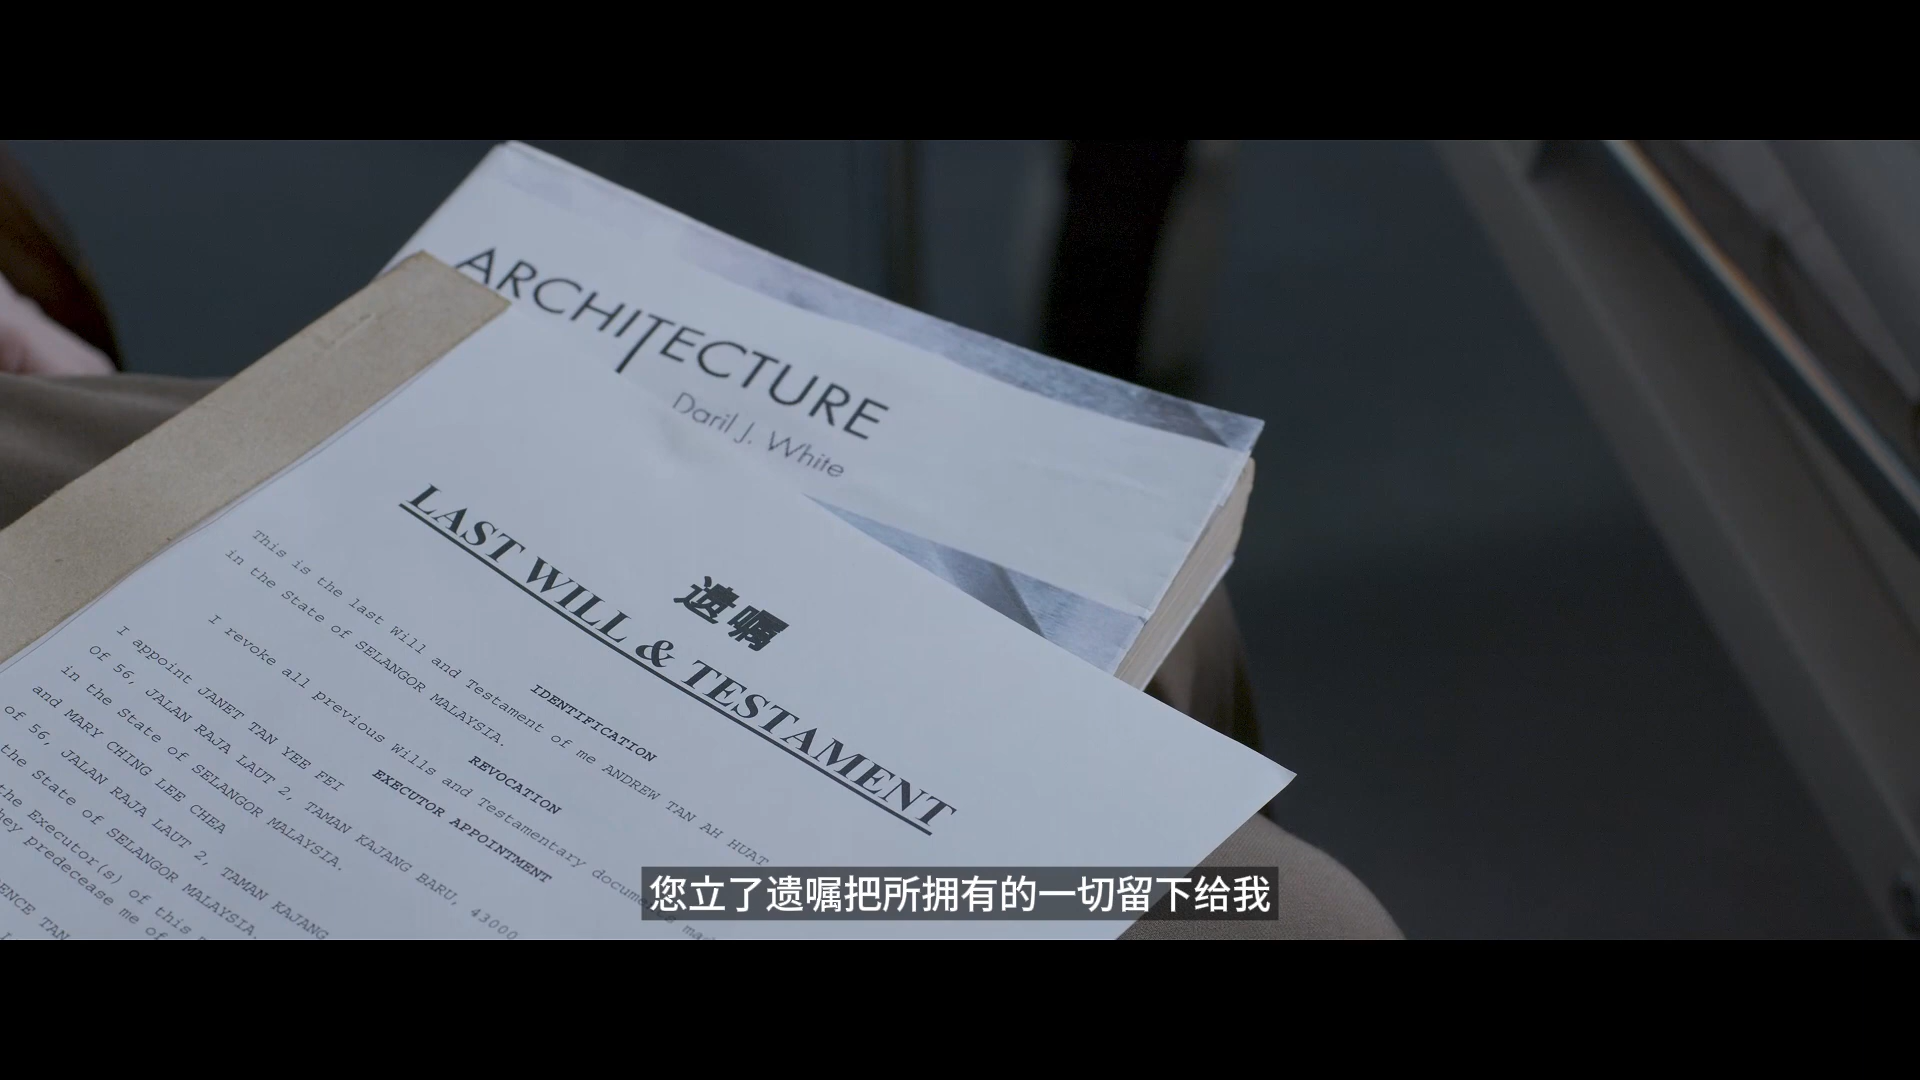 ARCHITECTURE
Daril J. White
遗嘱
LAST WILL & TESTAMENT
IDENTIFICATION
This is the last Will and Testament of me ANDREW TAN AH HUAT
in the State of SELANGOR MALAYSIA.
REVOCATION
I revoke all previous Wills and Testamentary
EXECUTOR APPOINTMENT
I appoint JANET TAN YEE FEI
Of 56, JALAN RAJA LAUT 2, TAMAN KAJANG BARU, 43000
in the State of SELANGOR MALAYSIA.
and MARY CHING LEE CHEA
of 56, JALAN RAJA LAUT 2, TAMAN KAJANG
the State of SELANGOR MALAYSIA.
the Executor(s) of this
they predecease me of
TAN
您立了遗嘱把所拥有的一切留下给我